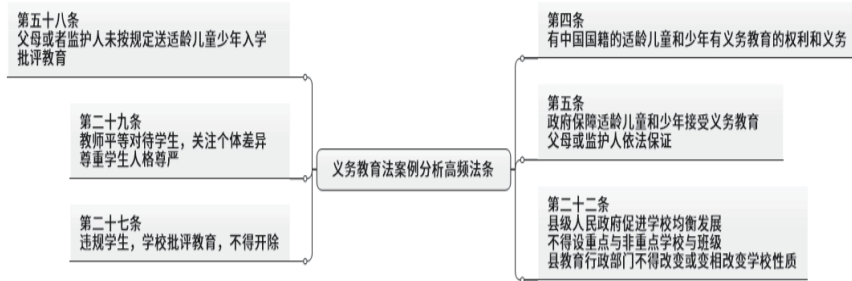 第五十八条
父母或者监护人未按规定送适龄儿童少年入学
批评教育
第二十九条
教师平等对待学生，关注个体差异
尊重学生人格尊严
第二十七条
违规学生，学校批评教育，不得开除
义务教育法案例分析高频法条
第四条
有中国国籍的适龄儿童和少年有义务教育的权利和义务
第五条
政府保障适龄儿童和少年接受义务教育
父母或监护人依法保证
第二十二条
县级人民政府促进学校均衡发展
不得设重点与非重点学校与班级
县教育行政部门不得改变或变相改变学校性质